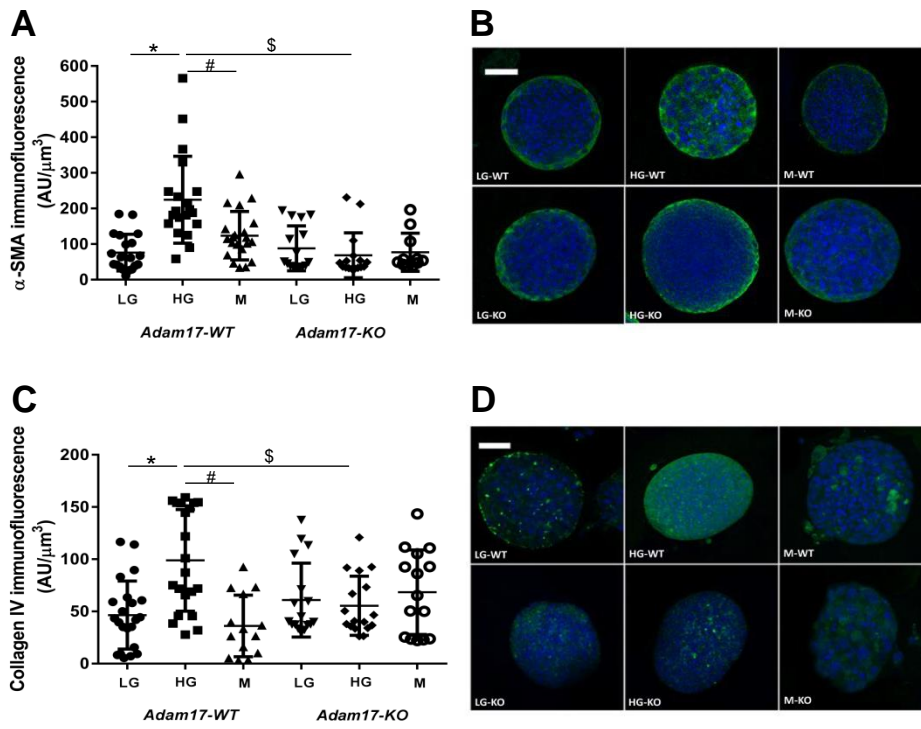 A
B
* $
#
α-SMA immunofluorescence
(AU/μm3)
600
500
400
300
200
100
0
LG HG M LG HG M
Adam17-WT Adam17-KO
LG-WT HG-WT M-WT
LG-KO HG-KO M-KO
C
D
* $
#
Collagen IV immunofluorescence
(AU/μm3)
200
150
100
50
0
LG HG M LG HG M
Adam17-WT Adam17-KO
LG-WT HG-WT M-WT
LG-KO HG-KO M-KO